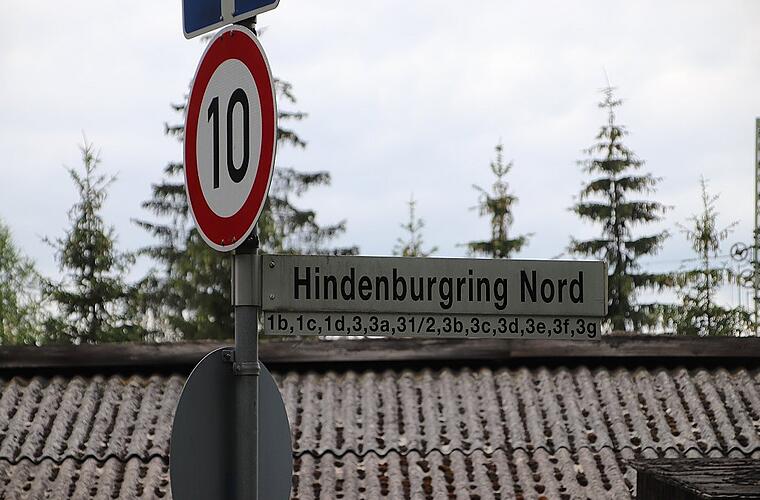 10
Hindenburgring Nord
1b,1c,1d,3,3a,31/2,3b,3c,3d,3e,3f,3g